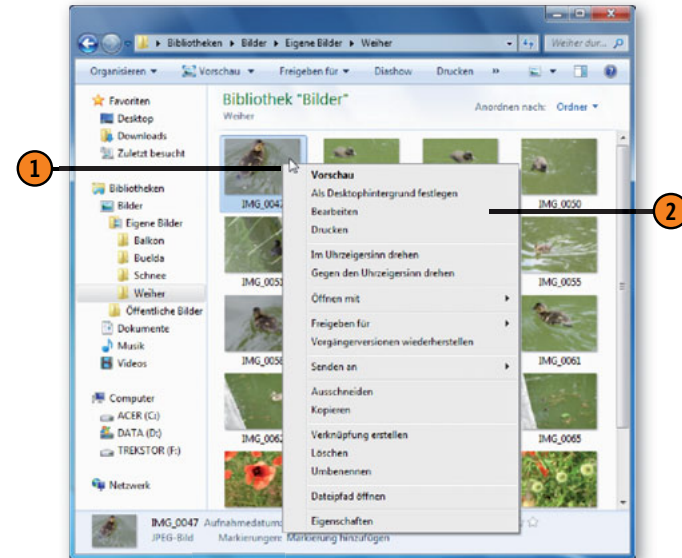 Bibliotheken ▸ Bilder ▸ Eigene Bilder ▸ Weiher
Weiher dur...
Organisieren Vorschau Freigeben für Diashow Drucken »
Favoriten
Desktop
Downloads
Zuletzt besucht
Bibliotheken
Bilder
Eigene Bilder
Balkon
Buelda
Schnee
Weiher
Öffentliche Bilder
Dokumente
Musik
Videos
Computer
ACER (C:)
DATA (D:)
TREKSTOR (F:)
Netzwerk
Bibliothek "Bilder"
Weiher
Anordnen nach: Ordner
1
IMG_0047
IMG_0050
IMG_0051
IMG_0055
IMG_0058
IMG_0061
IMG_0062
IMG_0065
Vorschau
Als Desktophintergrund festlegen
Bearbeiten
2
Drucken
Im Uhrzeigersinn drehen
Gegen den Uhrzeigersinn drehen
Öffnen mit
Freigeben für
Vorgängerversionen wiederherstellen
Senden an
Ausschneiden
Kopieren
Verknüpfung erstellen
Löschen
Umbenennen
Dateipfad öffnen
Eigenschaften
IMG_0047 Aufnahmedatum:
JPEG-Bild Markierungen: Markierung hinzufügen